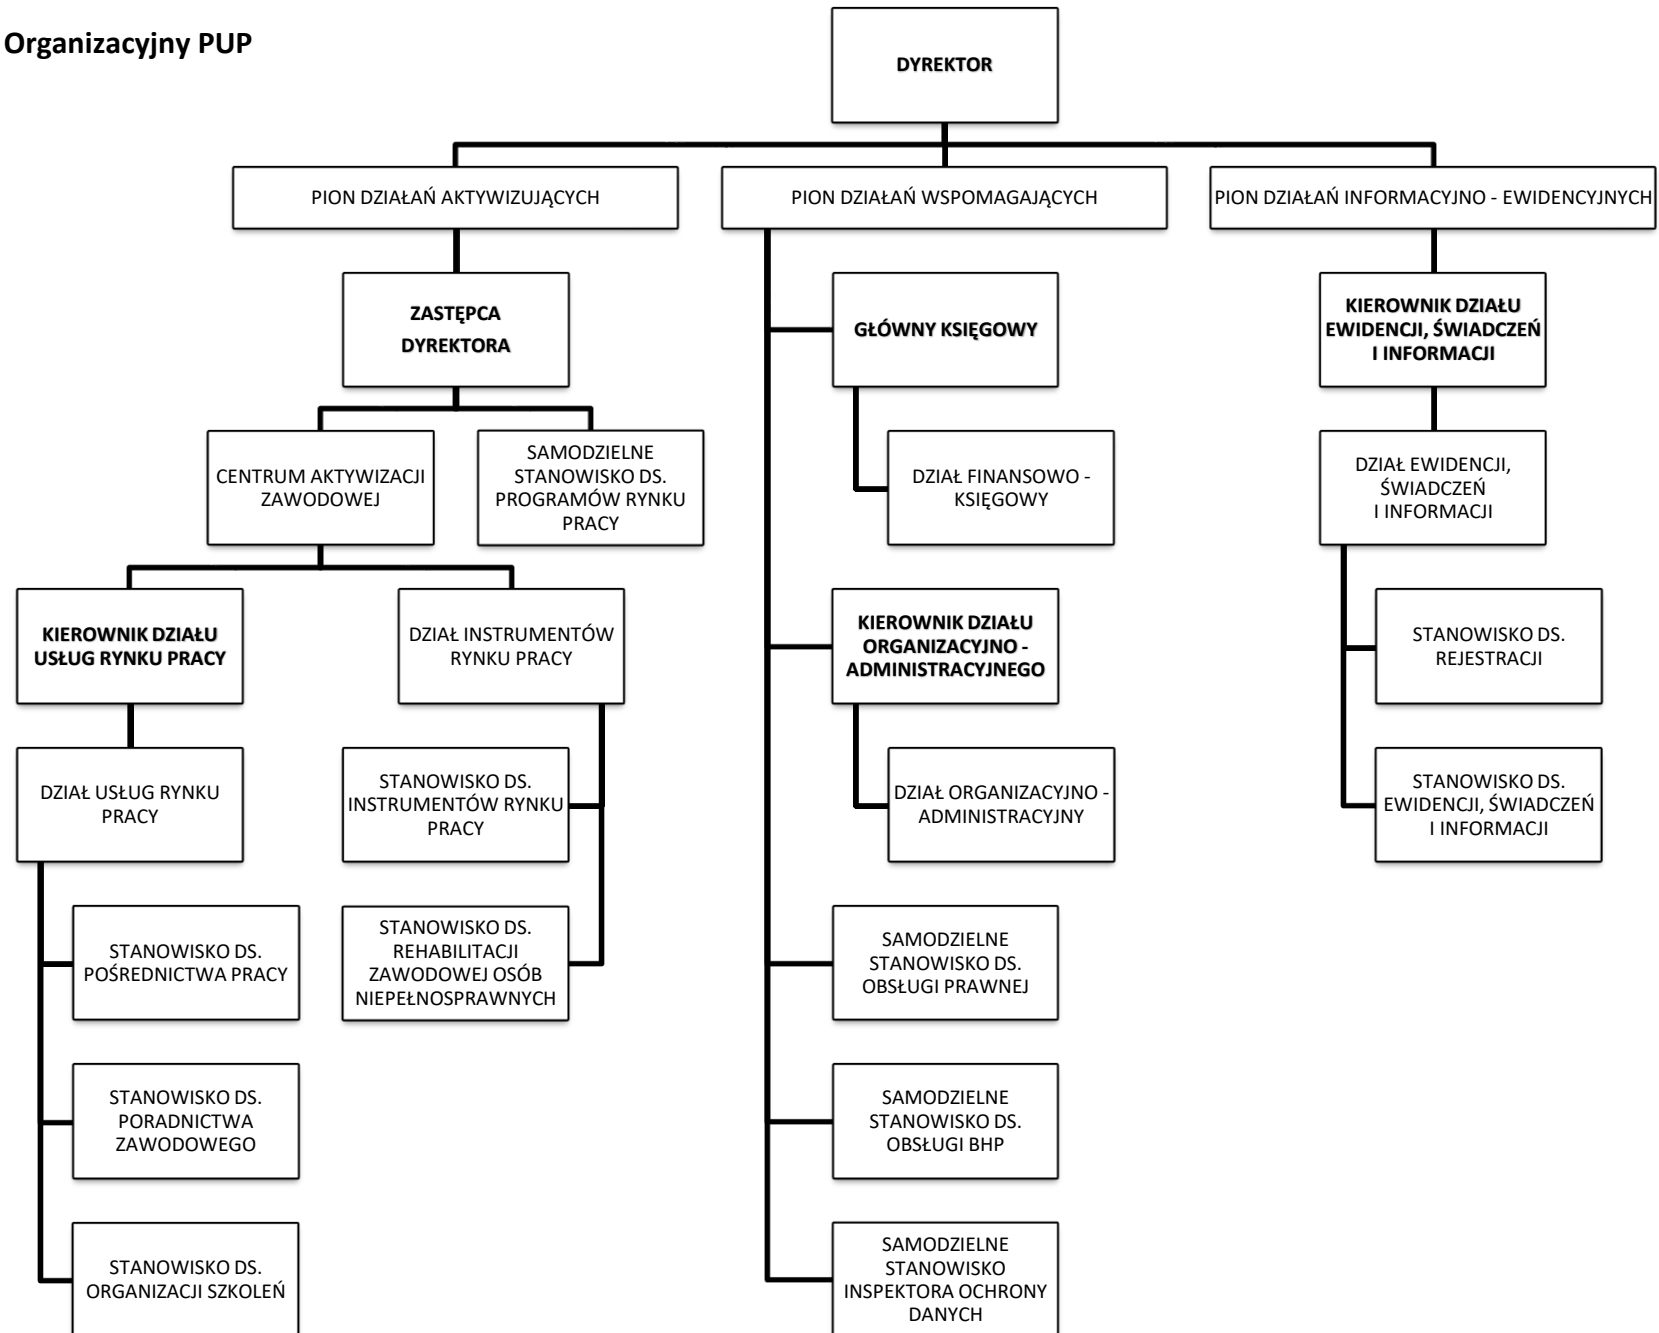 Organizacyjny PUP
DYREKTOR
PION DZIAŁAŃ AKTYWIZUJĄCYCH
PION DZIAŁAŃ WSPOMAGAJĄCYCH
PION DZIAŁAŃ INFORMACYJNO - EWIDENCYJNYCH
ZASTĘPCA
DYREKTORA
GŁÓWNY KSIĘGOWY
KIEROWNIK DZIAŁU
EWIDENCJI, ŚWIADCZEŃ
I INFORMACJI
CENTRUM AKTYWIZACJI
ZAWODOWEJ
SAMODZIELNE
STANOWISKO DS.
PROGRAMÓW RYNKU
PRACY
DZIAŁ FINANSOWO -
KSIĘGOWY
DZIAŁ EWIDENCJI,
ŚWIADCZEŃ
I INFORMACJI
KIEROWNIK DZIAŁU
USŁUG RYNKU PRACY
DZIAŁ INSTRUMENTÓW
RYNKU PRACY
KIEROWNIK DZIAŁU
ORGANIZACYJNO -
ADMINISTRACYJNEGO
STANOWISKO DS.
REJESTRACJI
DZIAŁ USŁUG RYNKU
PRACY
STANOWISKO DS.
INSTRUMENTÓW RYNKU
PRACY
DZIAŁ ORGANIZACYJNO -
ADMINISTRACYJNY
STANOWISKO DS.
EWIDENCJI, ŚWIADCZEŃ
I INFORMACJI
STANOWISKO DS.
POŚREDNICTWA PRACY
STANOWISKO DS.
REHABILITACJI
ZAWODOWEJ OSÓB
NIEPEŁNOSPRAWNYCH
SAMODZIELNE
STANOWISKO DS.
OBSŁUGI PRAWNEJ
STANOWISKO DS.
PORADNICTWA
ZAWODOWEGO
SAMODZIELNE
STANOWISKO DS.
OBSŁUGI BHP
STANOWISKO DS.
ORGANIZACJI SZKOLEŃ
SAMODZIELNE
STANOWISKO
INSPEKTORA OCHRONY
DANYCH